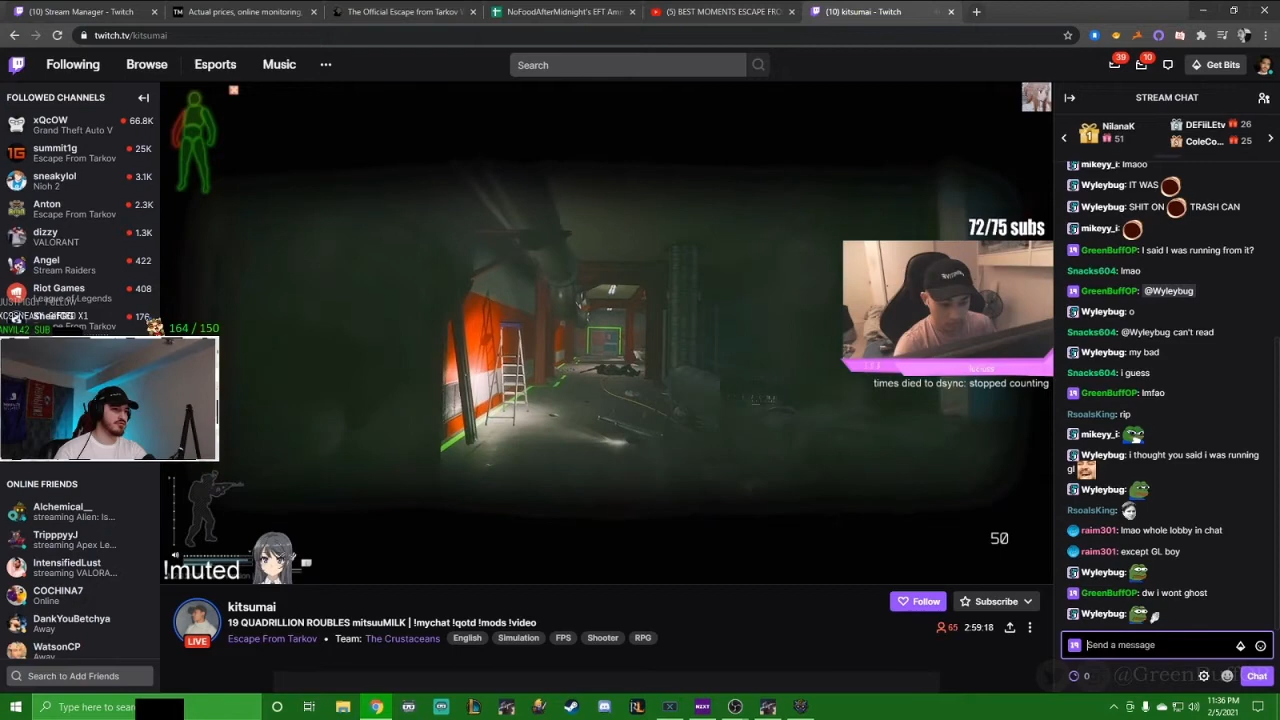 (10) Stream Manager - Twitch
Actual prices, online monitoring
The Official Escape from Tarkov
NoFoodAfterMidnight's EFT Am
(5) BEST MOMENTS ESCAPE FRO
(10) kitsumai - Twitch
twitch.tv/kitsumai
Following
Browse
Esports
Music
Search
39
10
Get Bits
FOLLOWED CHANNELS
xQcOW
66.8K
Grand Theft Auto V
summit1g
25K
Escape From Tarkov
sneakylol
3.1K
Nioh 2
Anton
2.3K
Escape From Tarkov
dizzy
1.3K
VALORANT
Angel
422
Stream Raiders
Riot Games
408
League of Legends
176
ANVIL42 SUB
164 / 150
ONLINE FRIENDS
Alchemical__
streaming Alien: Is...
TripppyyJ
streaming Apex Le...
IntensifiedLust
streaming VALORA...
COCHINA7
Online
DankYouBetchya
Away
WatsonCP
Away
Search to Add Friends
72/75 subs
times died to dsync: stopped counting
50
!muted
kitsumai
LIVE
19 QUADRILLION ROUBLES mitsuuMILK | !mychat !qotd !mods !video
Escape From Tarkov • Team: The Crustaceans
English
Simulation
FPS
Shooter
RPG
Follow
Subscribe
65
2:59:18
STREAM CHAT
1
NilanaK
51
DEFiiLEtv 26
ColeCo... 25
mikeyy_i: lmaoo
Wyleybug: IT WAS
Wyleybug: SHIT ON TRASH CAN
mikeyy_i:
GreenBuffOP: I said I was running from it?
Snacks604: lmao
GreenBuffOP: @Wyleybug
Wyleybug: o
Snacks604: @Wyleybug can't read
Wyleybug: my bad
Snacks604: i guess
GreenBuffOP: lmfao
RsoalsKing: rip
mikeyy_i:
Wyleybug: i thought you said i was running
gl
Wyleybug:
RsoalsKing:
raim301: lmao whole lobby in chat
raim301: except GL boy
Wyleybug:
GreenBuffOP: dw i wont ghost
Wyleybug:
Send a message
0
Chat
Type here to sear
11:36 PM
2/5/2021